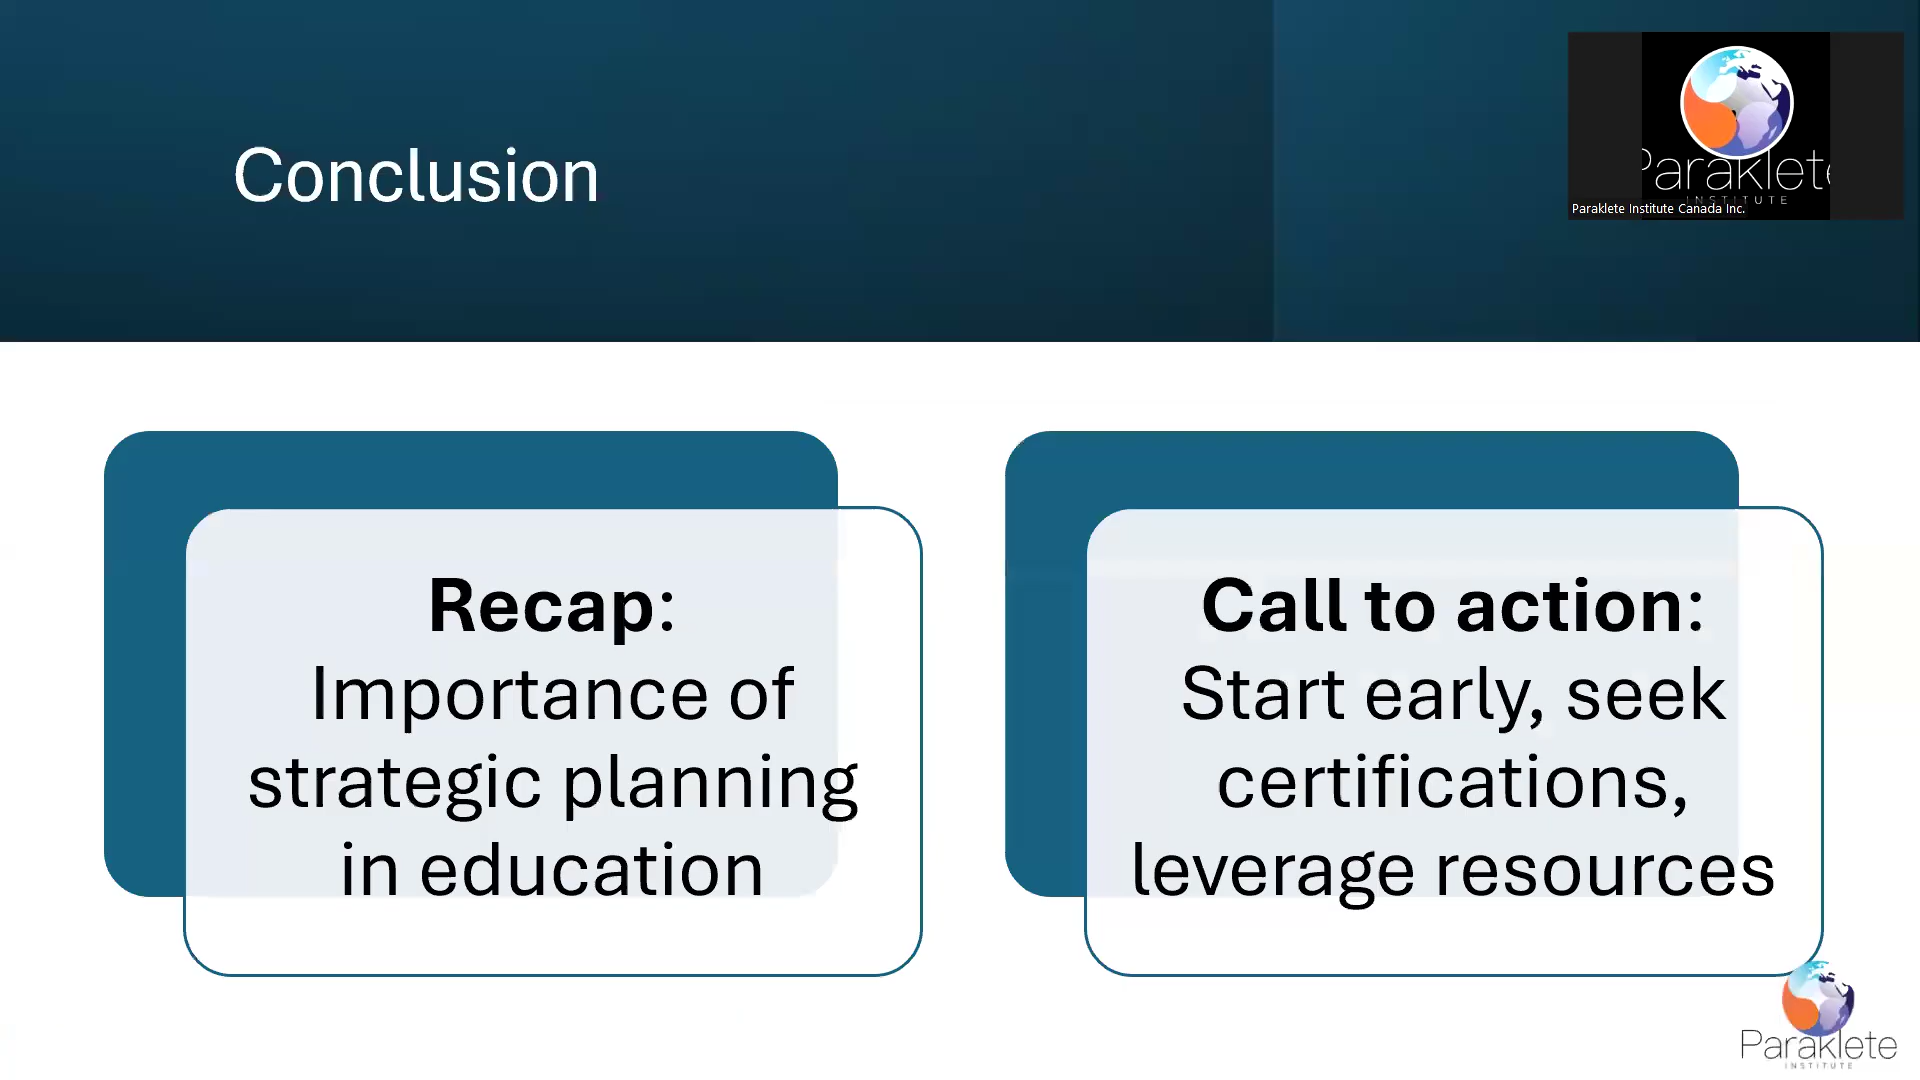 Conclusion
Paraklete
INSTITUTE
Paraklete Institute Canada Inc.
Recap:
Importance of
strategic planning
in education
Call to action:
Start early, seek
certifications,
leverage resources
Paraklete
INSTITUTE